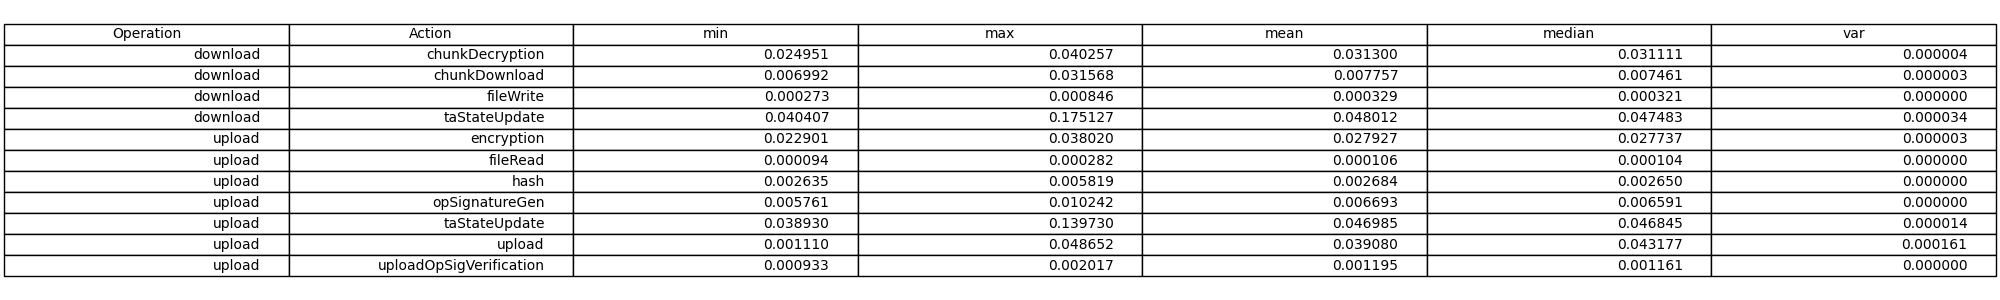 Operation Action min max mean median var
download chunkDecryption 0.024951 0.040257 0.031300 0.031111 0.000004
download chunkDownload 0.006992 0.031568 0.007757 0.007461 0.000003
download fileWrite 0.000273 0.000846 0.000329 0.000321 0.000000
download taStateUpdate 0.040407 0.175127 0.048012 0.047483 0.000034
upload encryption 0.022901 0.038020 0.027927 0.027737 0.000003
upload fileRead 0.000094 0.000282 0.000106 0.000104 0.000000
upload hash 0.002635 0.005819 0.002684 0.002650 0.000000
upload opSignatureGen 0.005761 0.010242 0.006693 0.006591 0.000000
upload taStateUpdate 0.038930 0.139730 0.046985 0.046845 0.000014
upload upload 0.001110 0.048652 0.039080 0.043177 0.000161
upload uploadOpSigVerification 0.000933 0.002017 0.001195 0.001161 0.000000